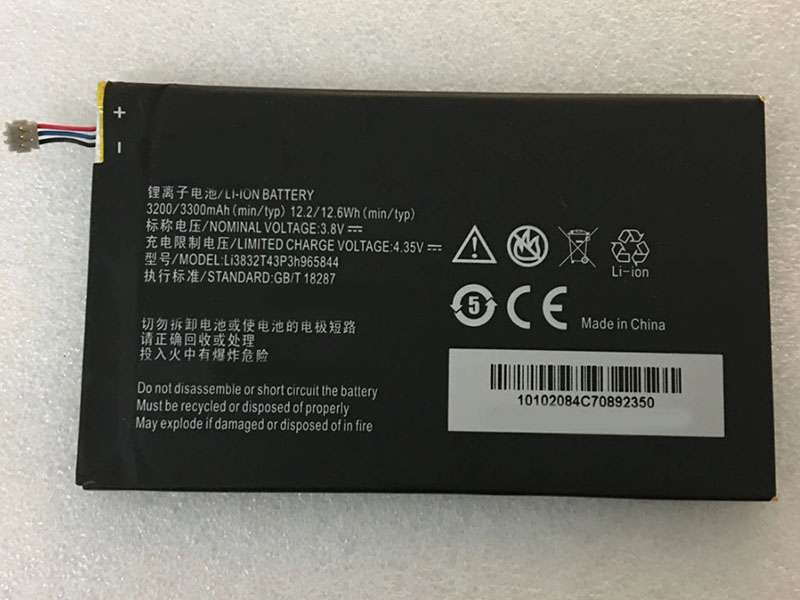 +
−
锂离子电池/LI-ION BATTERY
3200/3300mAh (min/typ) 12.2/12.6Wh (min/typ)
标称电压/NOMINAL VOLTAGE:3.8V⎓
充电限制电压/LIMITED CHARGE VOLTAGE:4.35V⎓
型号/MODEL:Li3832T43P3h965844
执行标准/STANDARD:GB/T 18287
Li-ion
5
CE
Made in China
切勿拆卸电池或使电池的电极短路
请正确回收或处理
投入火中有爆炸危险
Do not disassemble or short circuit the battery
Must be recycled or disposed of properly
May explode if damaged or disposed in fire
10102084C70892350